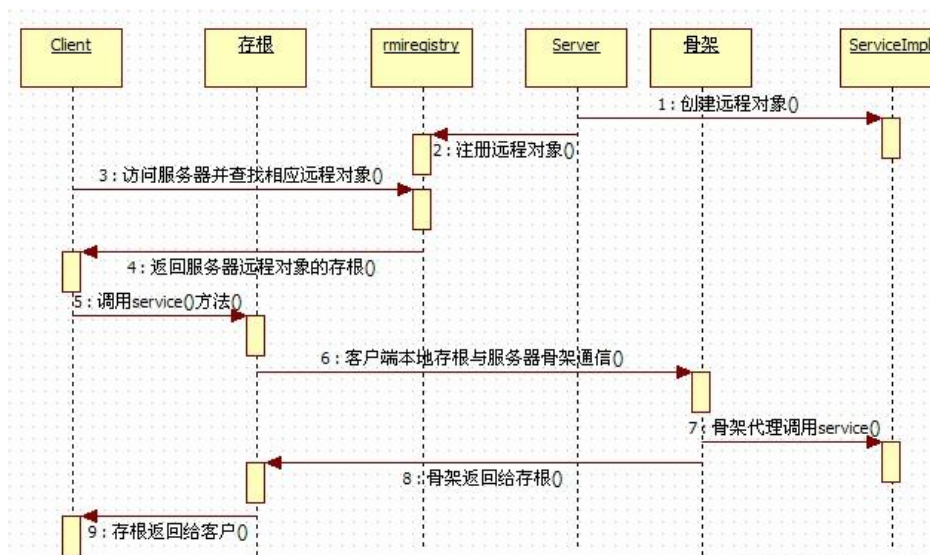 Client
存根
rmiregistry
Server
骨架
ServiceImpl
1 : 创建远程对象()
2 : 注册远程对象()
3 : 访问服务器并查找相应远程对象()
4 : 返回服务器远程对象的存根()
5 : 调用service()方法()
6 : 客户端本地存根与服务器骨架通信()
7 : 骨架代理调用service()
8 : 骨架返回给存根()
9 : 存根返回给客户()